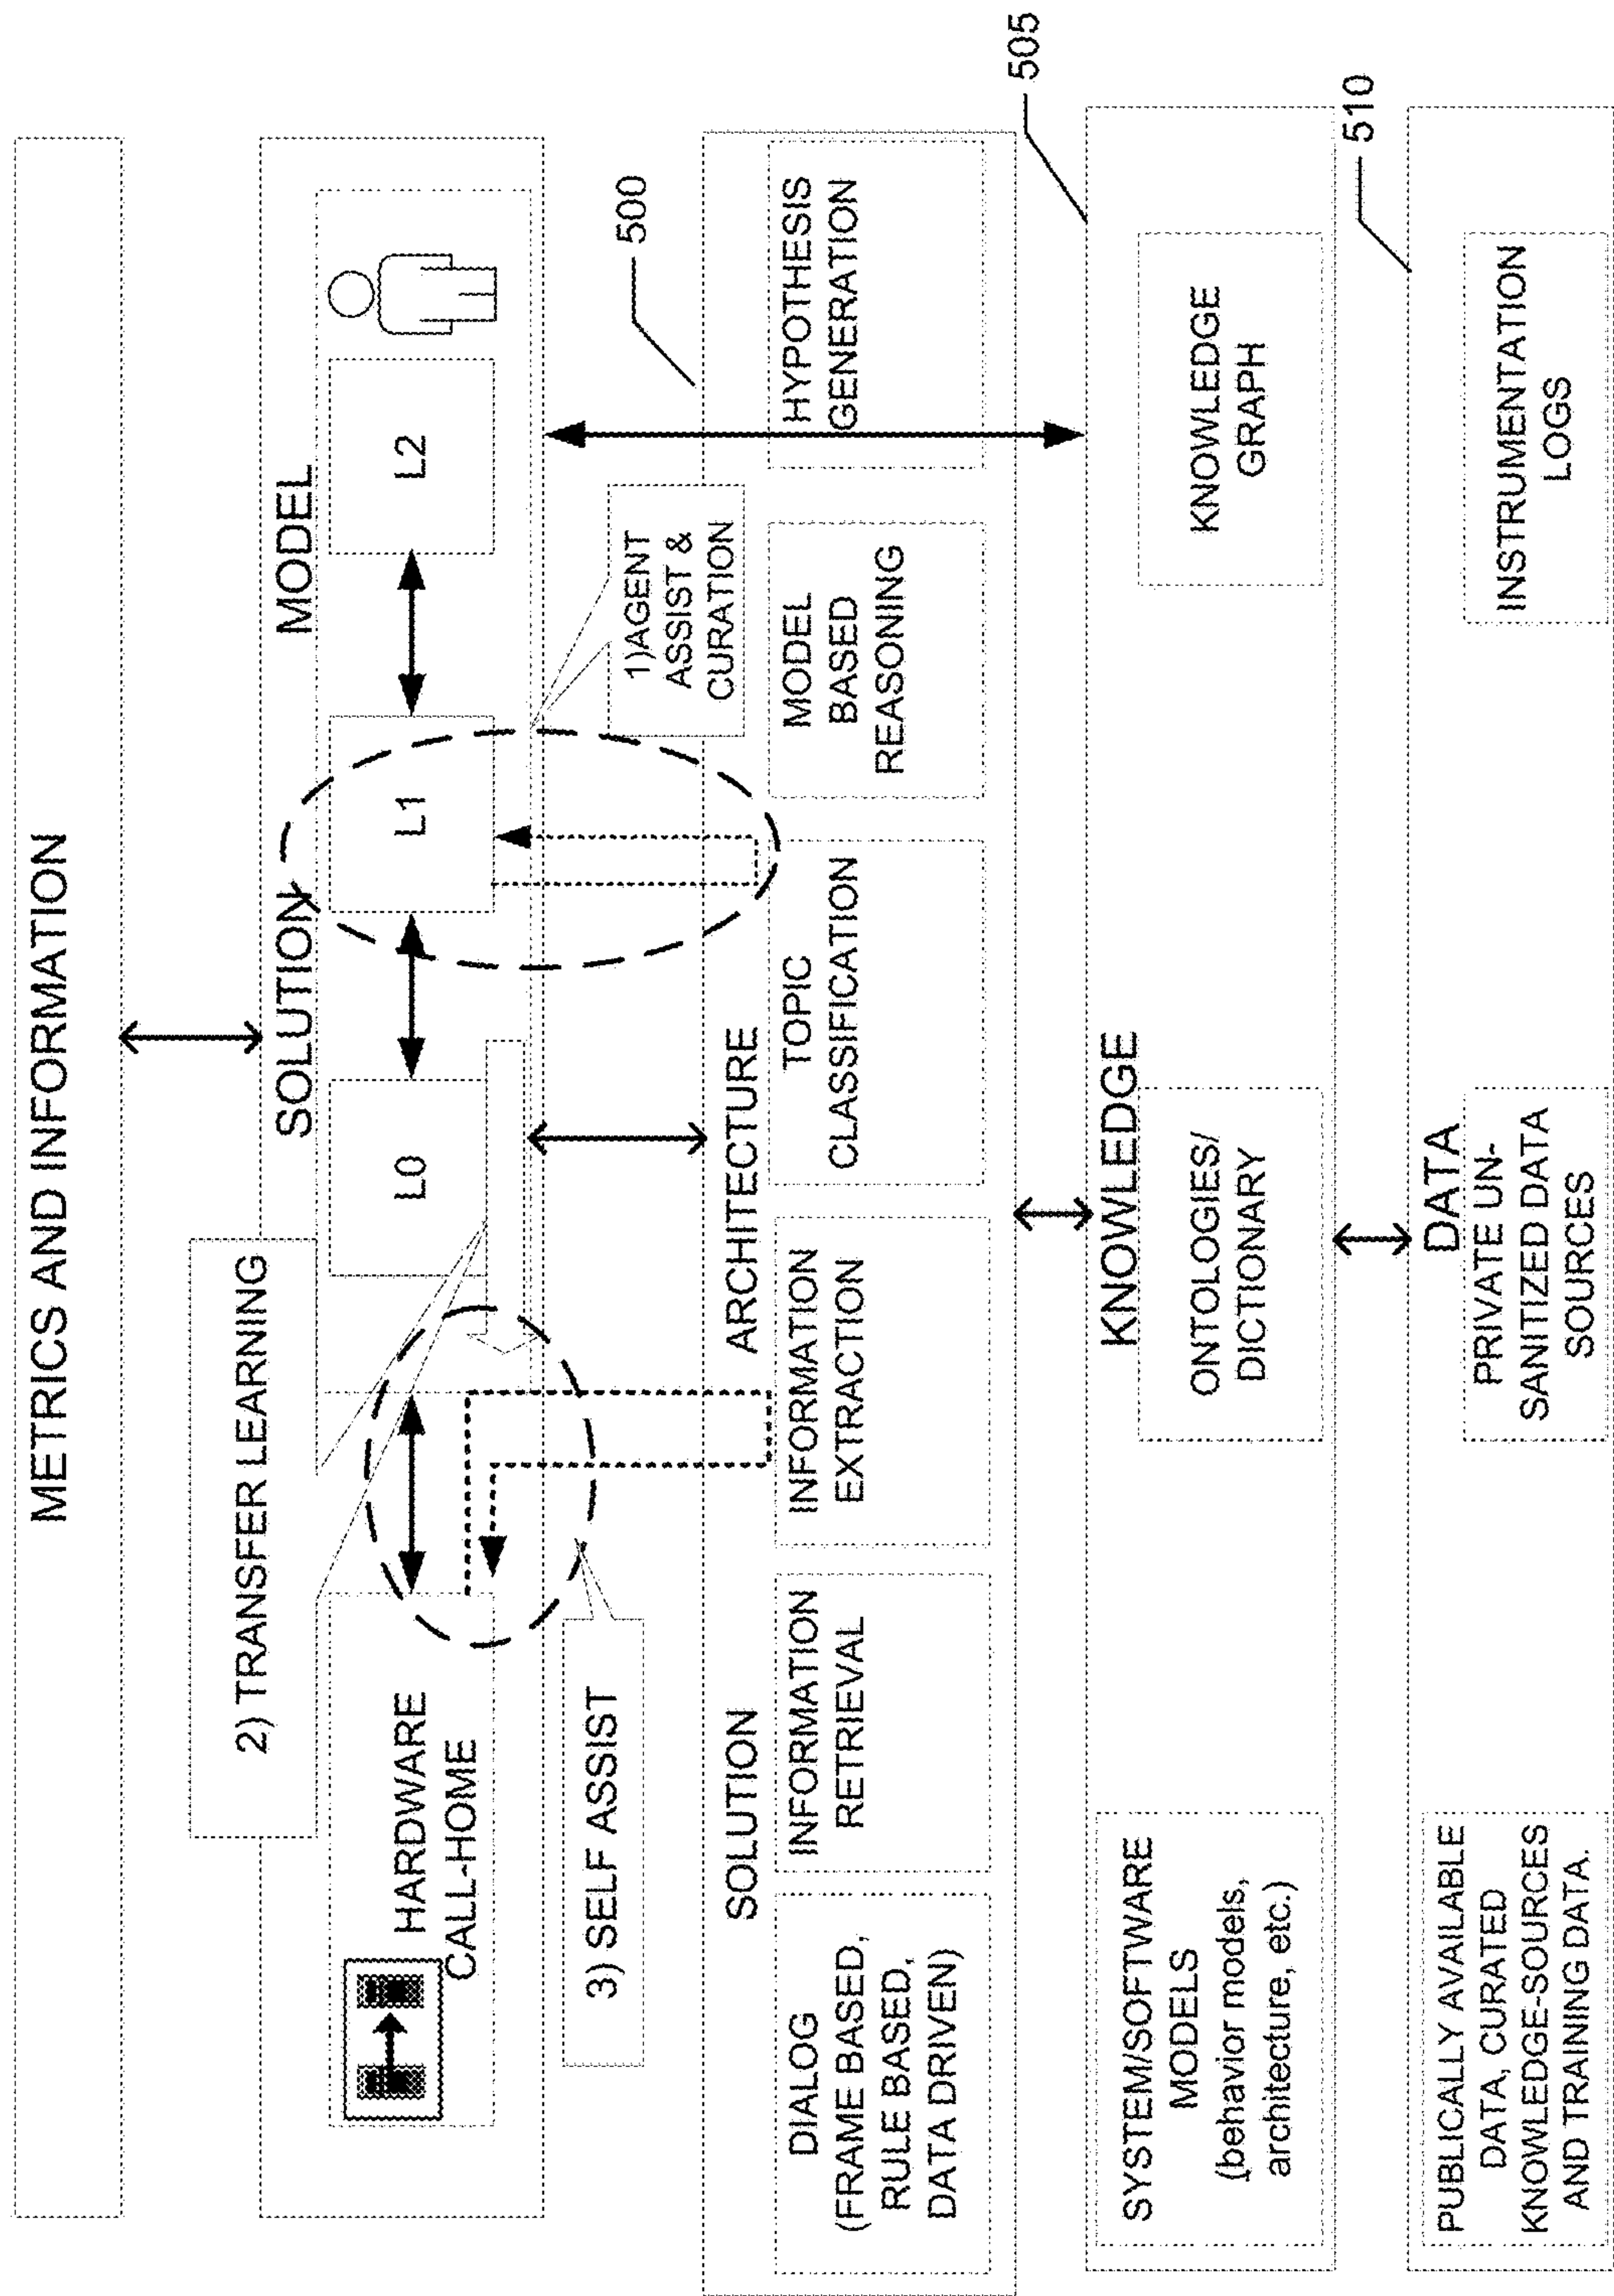 METRICS AND INFORMATION
SOLUTION MODEL
2) TRANSFER LEARNING
HARDWARE
CALL-HOME
L0
L1
L2
3) SELF ASSIST
1)AGENT
ASSIST &
CURATION
500
SOLUTION ARCHITECTURE
DIALOG
(FRAME BASED,
RULE BASED,
DATA DRIVEN)
INFORMATION
RETRIEVAL
INFORMATION
EXTRACTION
TOPIC
CLASSIFICATION
MODEL
BASED
REASONING
HYPOTHESIS
GENERATION
505
KNOWLEDGE
SYSTEM/SOFTWARE
MODELS
(behavior models,
architecture, etc.)
ONTOLOGIES/
DICTIONARY
KNOWLEDGE
GRAPH
510
DATA
PUBLICALLY AVAILABLE
DATA, CURATED
KNOWLEDGE-SOURCES
AND TRAINING DATA.
PRIVATE UN-
SANITIZED DATA
SOURCES
INSTRUMENTATION
LOGS